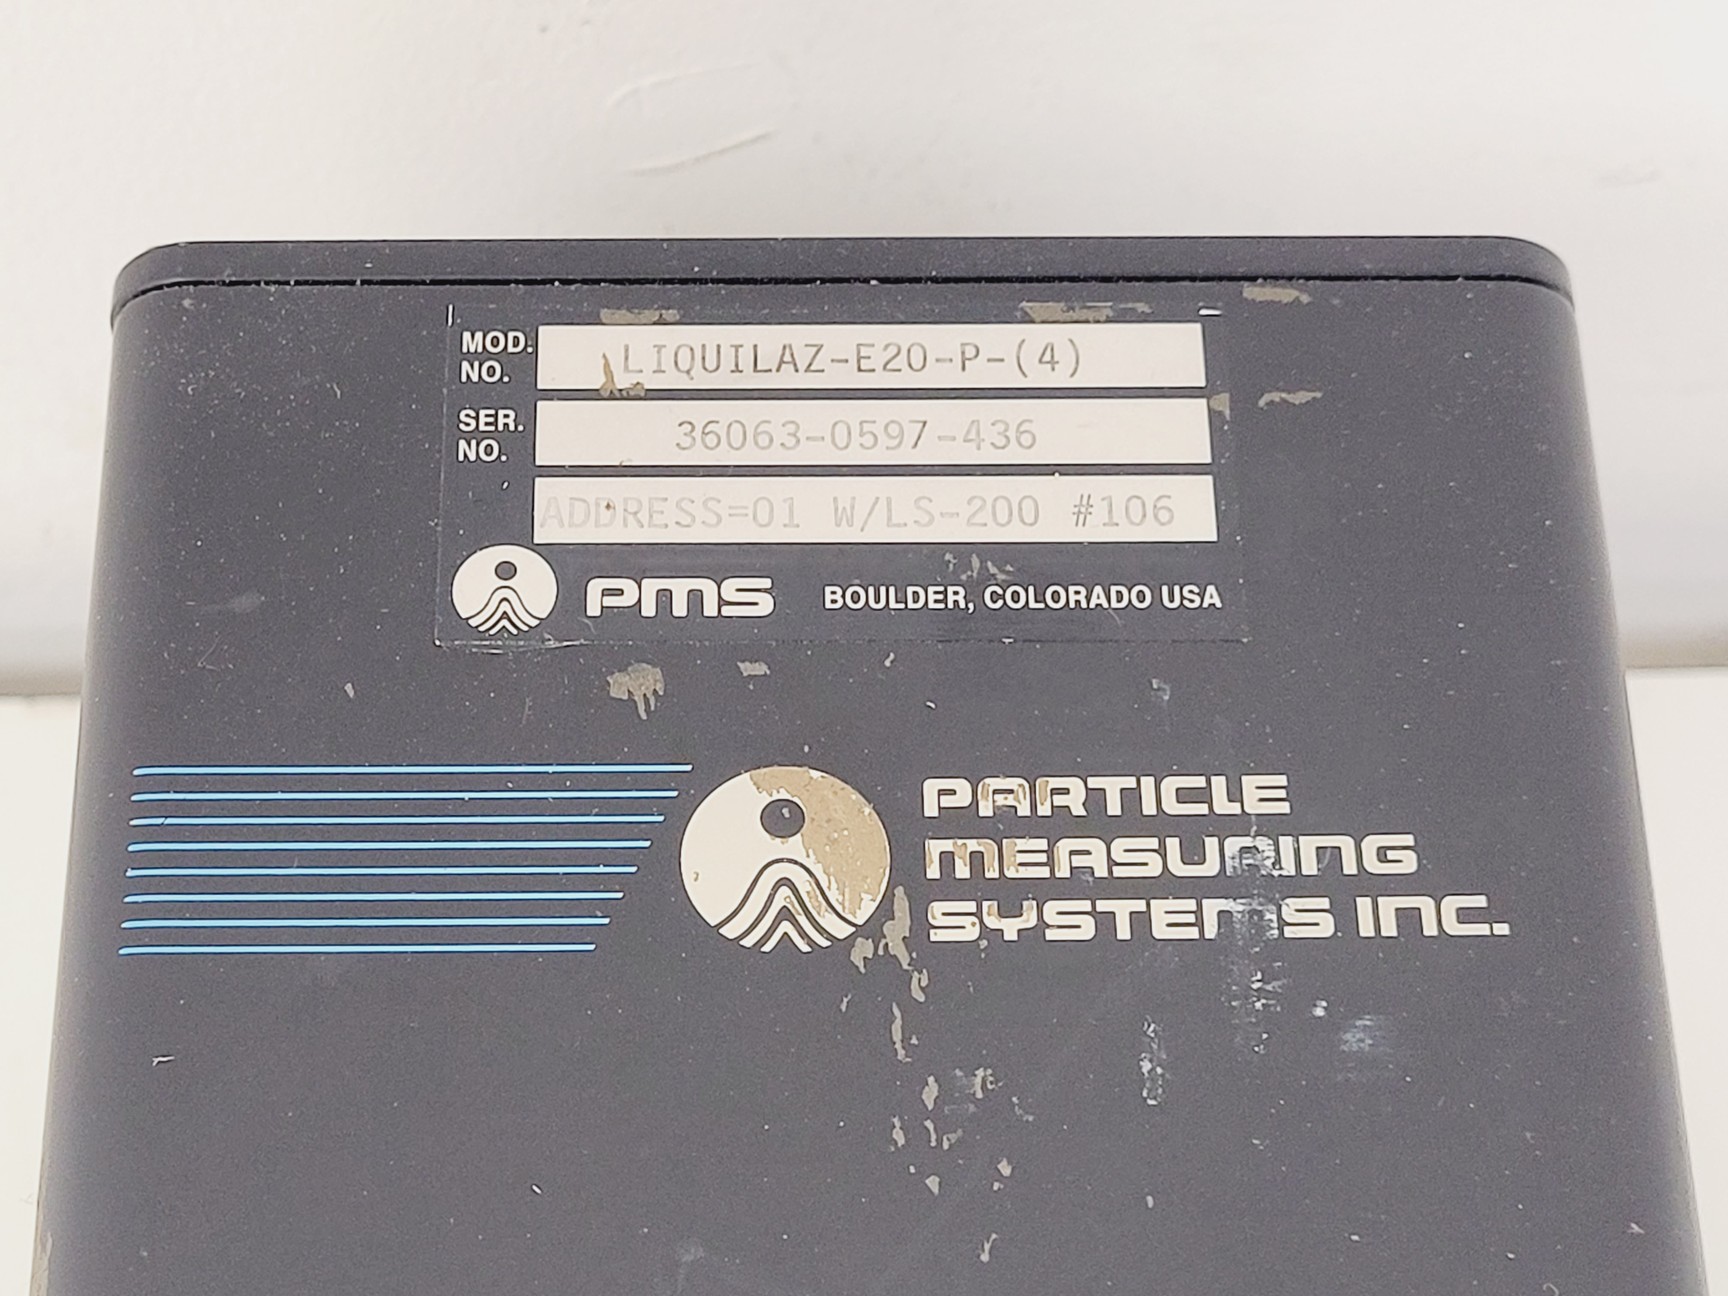 MOD. NO. LIQUILAZ-E20-P-(4)
SER. NO. 36063-0597-436
ADDRESS=01 W/LS-200 #106
PMS BOULDER, COLORADO USA
PARTICLE
MEASURING
SYSTEMS INC.